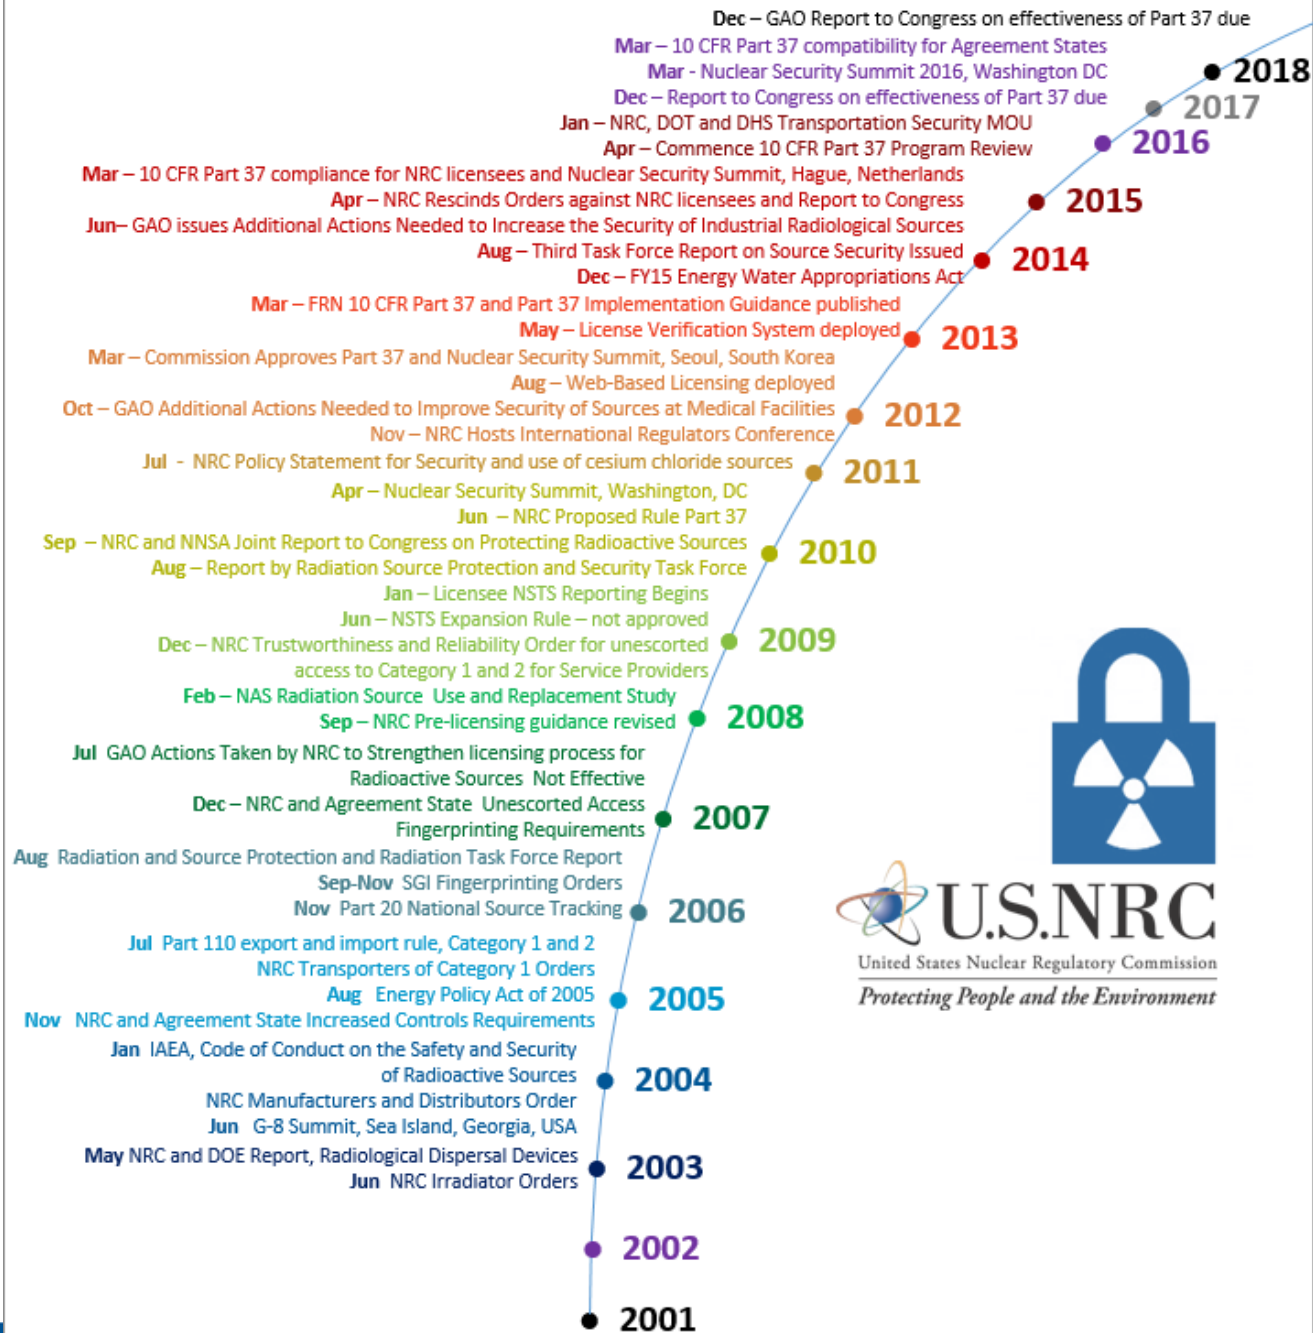 Dec – GAO Report to Congress on effectiveness of Part 37 due
Mar – 10 CFR Part 37 compatibility for Agreement States
Mar - Nuclear Security Summit 2016, Washington DC
2018
Dec – Report to Congress on effectiveness of Part 37 due
2017
Jan – NRC, DOT and DHS Transportation Security MOU
2016
Apr – Commence 10 CFR Part 37 Program Review
Mar – 10 CFR Part 37 compliance for NRC licensees and Nuclear Security Summit, Hague, Netherlands
Apr – NRC Rescinds Orders against NRC licensees and Report to Congress
2015
Jun– GAO issues Additional Actions Needed to Increase the Security of Industrial Radiological Sources
Aug – Third Task Force Report on Source Security Issued
2014
Dec – FY15 Energy Water Appropriations Act
Mar – FRN 10 CFR Part 37 and Part 37 Implementation Guidance published
May – License Verification System deployed
2013
Mar – Commission Approves Part 37 and Nuclear Security Summit, Seoul, South Korea
Aug – Web-Based Licensing deployed
Oct – GAO Additional Actions Needed to Improve Security of Sources at Medical Facilities
2012
Nov – NRC Hosts International Regulators Conference
Jul - NRC Policy Statement for Security and use of cesium chloride sources
2011
Apr – Nuclear Security Summit, Washington, DC
Jun – NRC Proposed Rule Part 37
Sep – NRC and NNSA Joint Report to Congress on Protecting Radioactive Sources
2010
Aug – Report by Radiation Source Protection and Security Task Force
Jan – Licensee NSTS Reporting Begins
Jun – NSTS Expansion Rule – not approved
2009
Dec – NRC Trustworthiness and Reliability Order for unescorted
access to Category 1 and 2 for Service Providers
Feb – NAS Radiation Source Use and Replacement Study
Sep – NRC Pre-licensing guidance revised
2008
Jul GAO Actions Taken by NRC to Strengthen licensing process for
Radioactive Sources Not Effective
Dec – NRC and Agreement State Unescorted Access
2007
Fingerprinting Requirements
Aug Radiation and Source Protection and Radiation Task Force Report
Sep-Nov SGI Fingerprinting Orders
Nov Part 20 National Source Tracking
2006
Jul Part 110 export and import rule, Category 1 and 2
NRC Transporters of Category 1 Orders
Aug Energy Policy Act of 2005
2005
Nov NRC and Agreement State Increased Controls Requirements
Jan IAEA, Code of Conduct on the Safety and Security
of Radioactive Sources
2004
NRC Manufacturers and Distributors Order
Jun G-8 Summit, Sea Island, Georgia, USA
May NRC and DOE Report, Radiological Dispersal Devices
2003
Jun NRC Irradiator Orders
2002
2001
U.S.NRC
United States Nuclear Regulatory Commission
Protecting People and the Environment